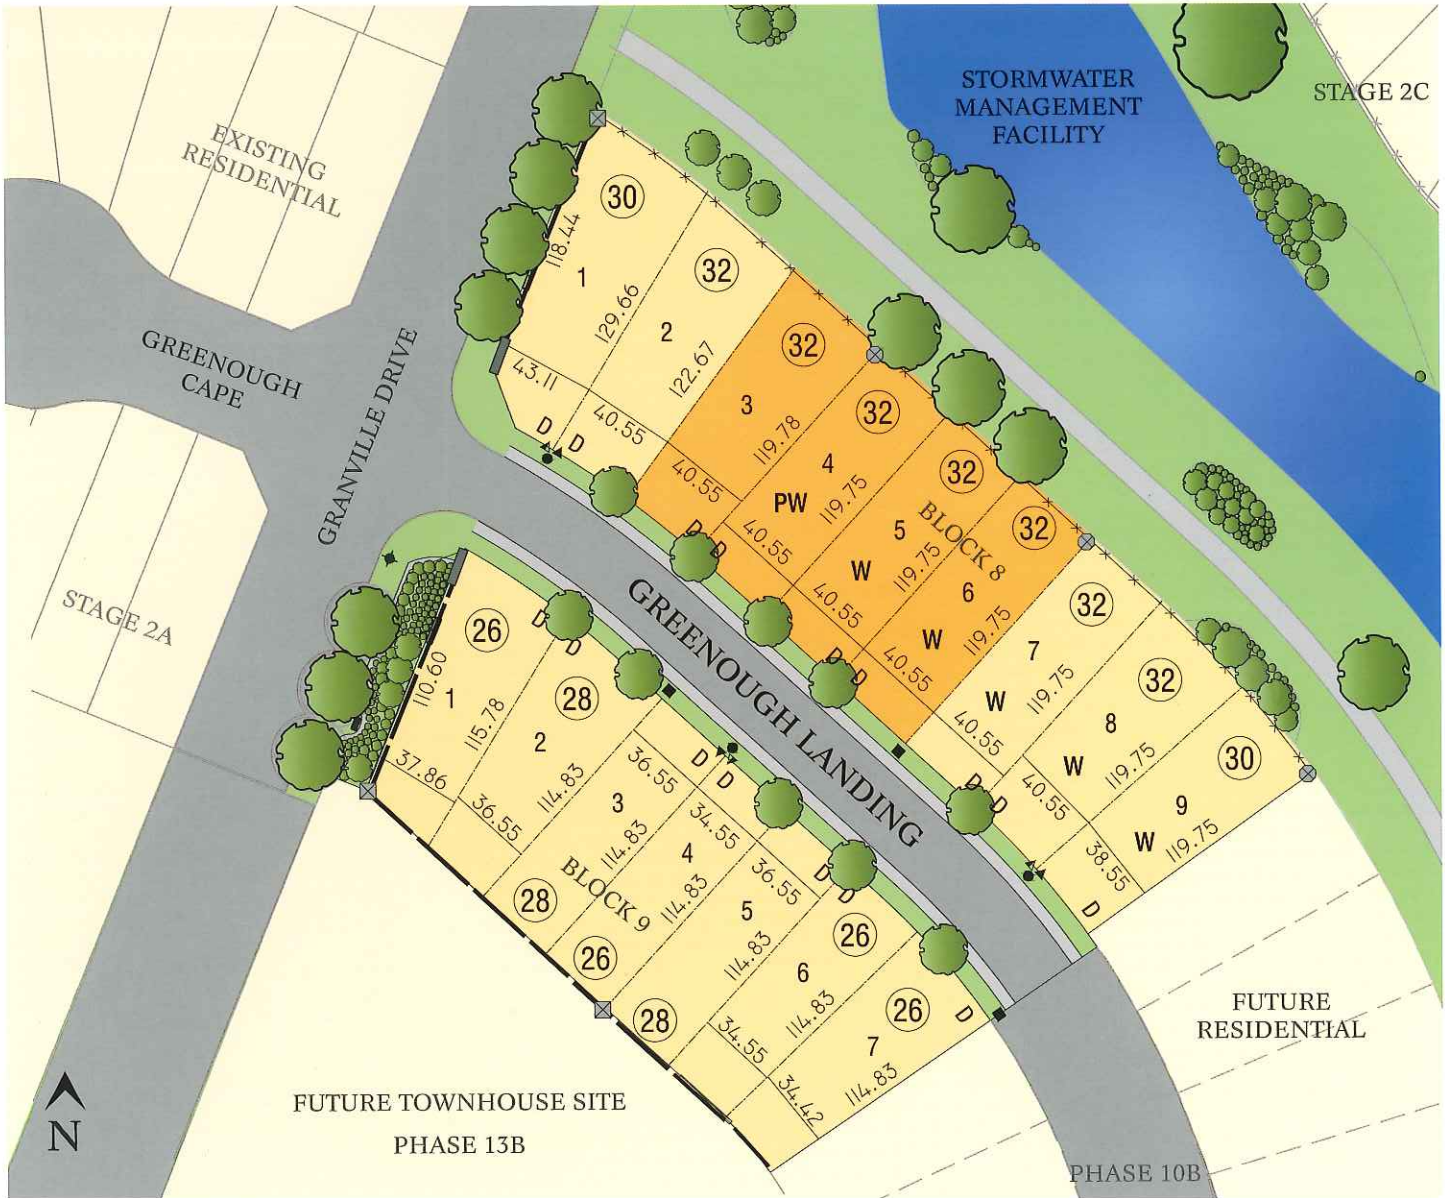 STORMWATER
MANAGEMENT
FACILITY
STAGE 2C
EXISTING
RESIDENTIAL
GREENOUGH
CAPE
GRANVILLE DRIVE
STAGE 2A
30
118.44
1
129.66
43.11
D
32
2
122.67
40.55
D
32
3
119.78
40.55
D
32
4
PW
119.75
40.55
D
32
5
W
119.75
40.55
D
BLOCK 8
32
6
W
119.75
40.55
D
32
7
W
119.75
40.55
D
32
8
W
119.75
40.55
D
30
9
W
119.75
38.55
D
GREENOUGH LANDING
26
110.60
1
115.78
37.86
D
28
2
114.83
36.55
D
3
114.83
36.55
D
28
BLOCK 9
4
114.83
34.55
D
26
5
114.83
36.55
D
28
6
114.83
34.55
D
26
7
114.83
34.42
D
26
FUTURE
RESIDENTIAL
FUTURE TOWNHOUSE SITE
PHASE 13B
PHASE 10B
N